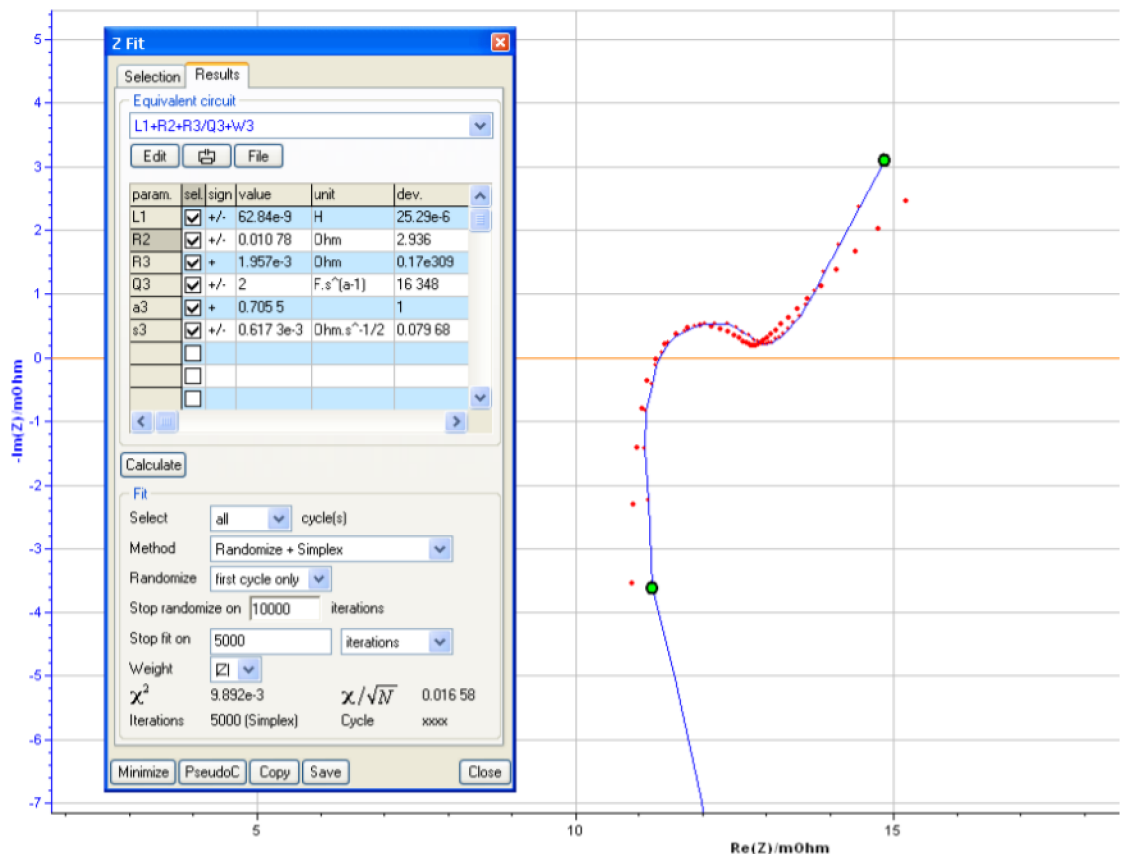 Z Fit
Selection Results
Equivalent circuit
L1+R2+R3/Q3+W3
Edit File
param. sel. sign value unit dev.
L1 +/- 62.84e-9 H 25.29e-6
R2 +/- 0.010 78 Ohm 2.936
R3 + 1.957e-3 Ohm 0.17e309
Q3 +/- 2 F.s^(a-1) 16 348
a3 + 0.705 5 1
s3 +/- 0.617 3e-3 Ohm.s^-1/2 0.079 68
Calculate
Fit
Select all cycle(s)
Method Randomize + Simplex
Randomize first cycle only
Stop randomize on 10000 iterations
Stop fit on 5000 iterations
Weight |Z|
χ² 9.892e-3 χ/√N 0.016 58
Iterations 5000 (Simplex) Cycle xxxx
Minimize PseudoC Copy Save Close
-Im(Z)/mOhm
5
4
3
2
1
0
-1
-2
-3
-4
-5
-6
-7
5 10 15
Re(Z)/mOhm